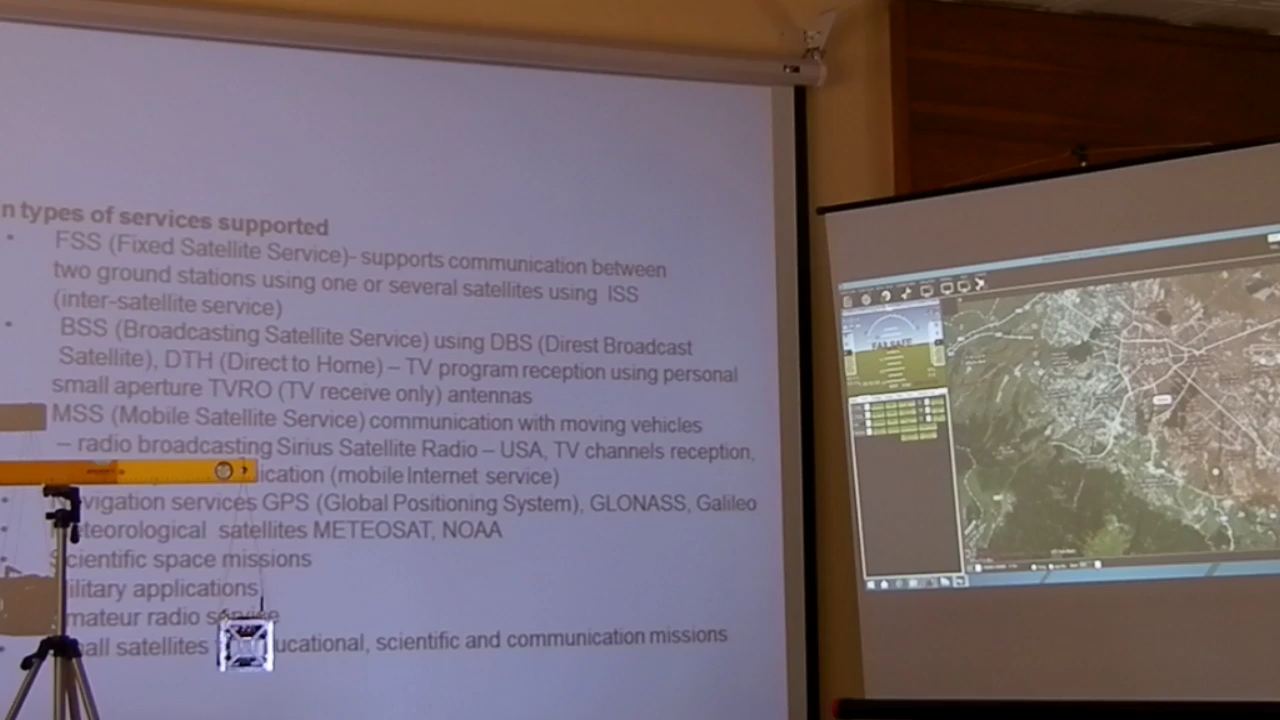 n types of services supported
• FSS (Fixed Satellite Service)- supports communication between
two ground stations using one or several satellites using ISS
(inter-satellite service)
• BSS (Broadcasting Satellite Service) using DBS (Direst Broadcast
Satellite), DTH (Direct to Home) – TV program reception using personal
small aperture TVRO (TV receive only) antennas
MSS (Mobile Satellite Service) communication with moving vehicles
– radio broadcasting Sirius Satellite Radio – USA, TV channels reception,
ication (mobile Internet service)
• vigation services GPS (Global Positioning System), GLONASS, Galileo
• teorological satellites METEOSAT, NOAA
• Scientific space missions
ilitary applications
mateur radio service
• all satellites ucational, scientific and communication missions
FAILSAFE